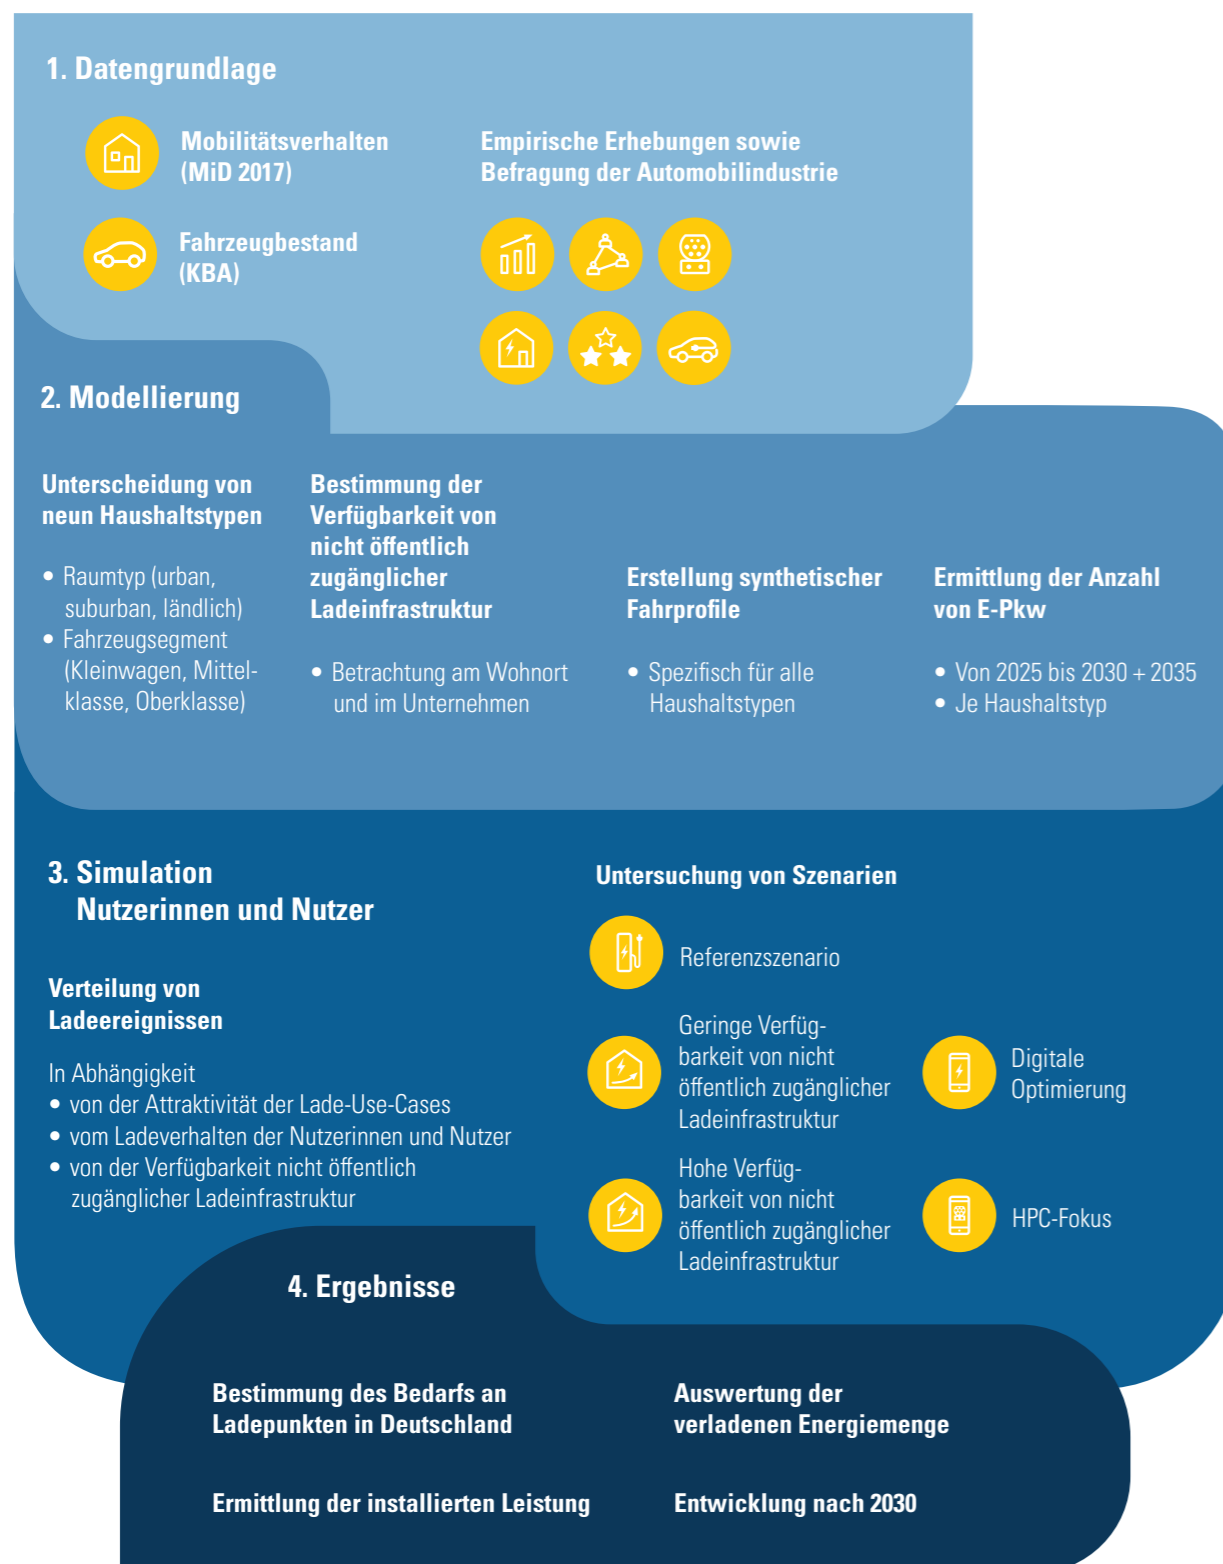 1. Datengrundlage
Mobilitätsverhalten
(MiD 2017)
Fahrzeugbestand
(KBA)
Empirische Erhebungen sowie
Befragung der Automobilindustrie
2. Modellierung
Unterscheidung von
neun Haushaltstypen
• Raumtyp (urban,
suburban, ländlich)
• Fahrzeugsegment
(Kleinwagen, Mittel-
klasse, Oberklasse)
Bestimmung der
Verfügbarkeit von
nicht öffentlich
zugänglicher
Ladeinfrastruktur
• Betrachtung am Wohnort
und im Unternehmen
Erstellung synthetischer
Fahrprofile
• Spezifisch für alle
Haushaltstypen
Ermittlung der Anzahl
von E-Pkw
• Von 2025 bis 2030 + 2035
• Je Haushaltstyp
3. Simulation
Nutzerinnen und Nutzer
Verteilung von
Ladeereignissen
In Abhängigkeit
• von der Attraktivität der Lade-Use-Cases
• vom Ladeverhalten der Nutzerinnen und Nutzer
• von der Verfügbarkeit nicht öffentlich
zugänglicher Ladeinfrastruktur
Untersuchung von Szenarien
Referenzszenario
Geringe Verfüg-
barkeit von nicht
öffentlich zugänglicher
Ladeinfrastruktur
Digitale
Optimierung
Hohe Verfüg-
barkeit von nicht
öffentlich zugänglicher
Ladeinfrastruktur
HPC-Fokus
4. Ergebnisse
Bestimmung des Bedarfs an
Ladepunkten in Deutschland
Auswertung der
verladenen Energiemenge
Ermittlung der installierten Leistung
Entwicklung nach 2030